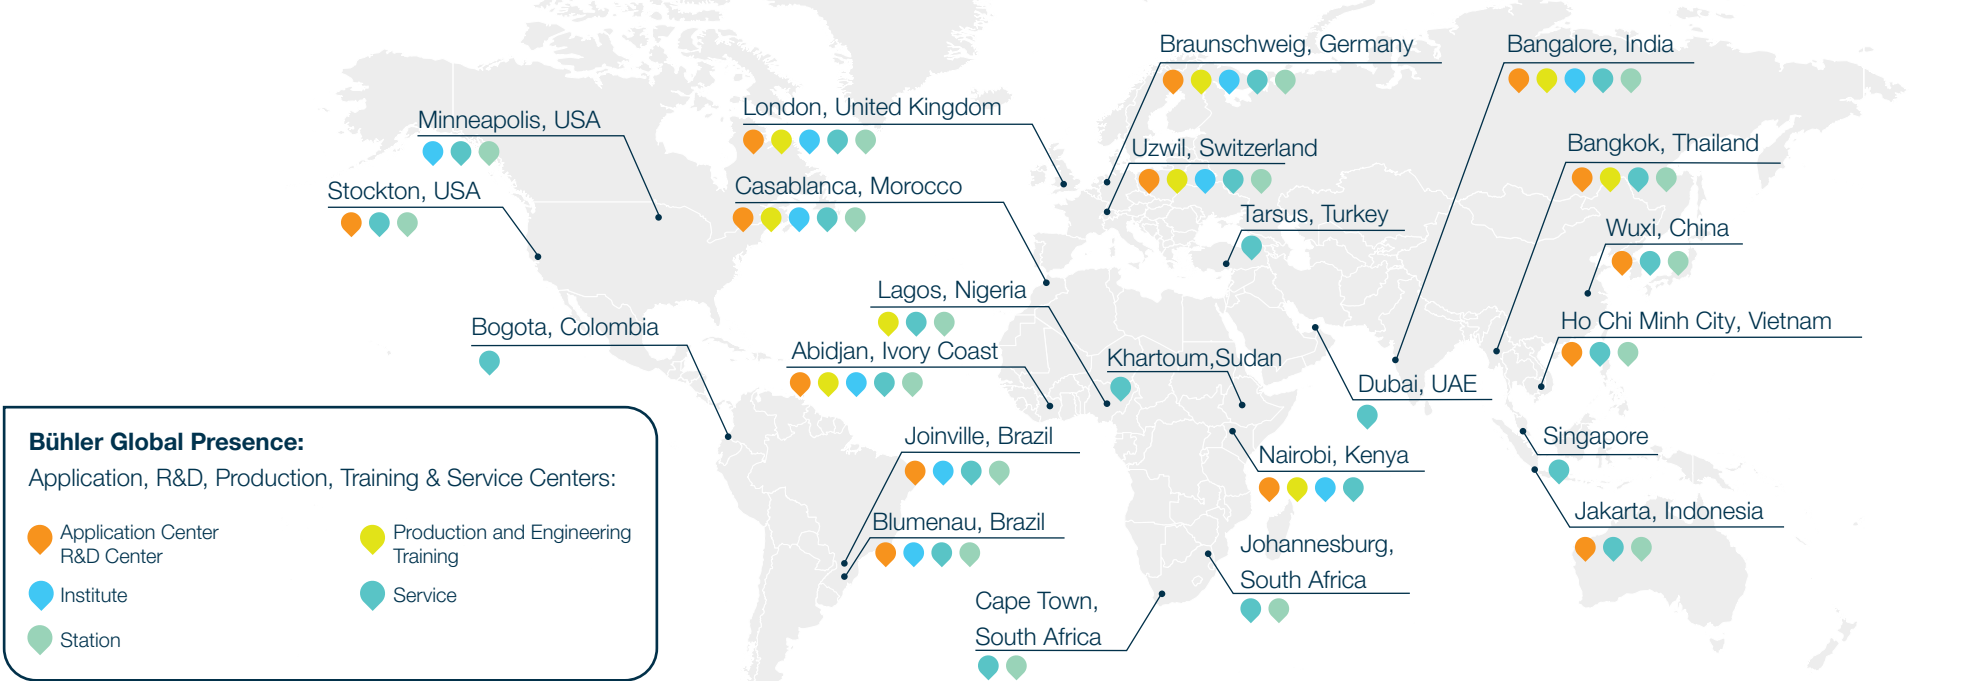 Braunschweig, Germany
Bangalore, India
Minneapolis, USA
London, United Kingdom
Uzwil, Switzerland
Bangkok, Thailand
Stockton, USA
Casablanca, Morocco
Tarsus, Turkey
Wuxi, China
Lagos, Nigeria
Bogota, Colombia
Ho Chi Minh City, Vietnam
Abidjan, Ivory Coast
Khartoum,Sudan
Dubai, UAE
Joinville, Brazil
Singapore
Nairobi, Kenya
Blumenau, Brazil
Jakarta, Indonesia
Johannesburg,
South Africa
Cape Town,
South Africa
Bühler Global Presence:
Application, R&D, Production, Training & Service Centers:
Application Center
R&D Center
Production and Engineering
Training
Institute
Service
Station